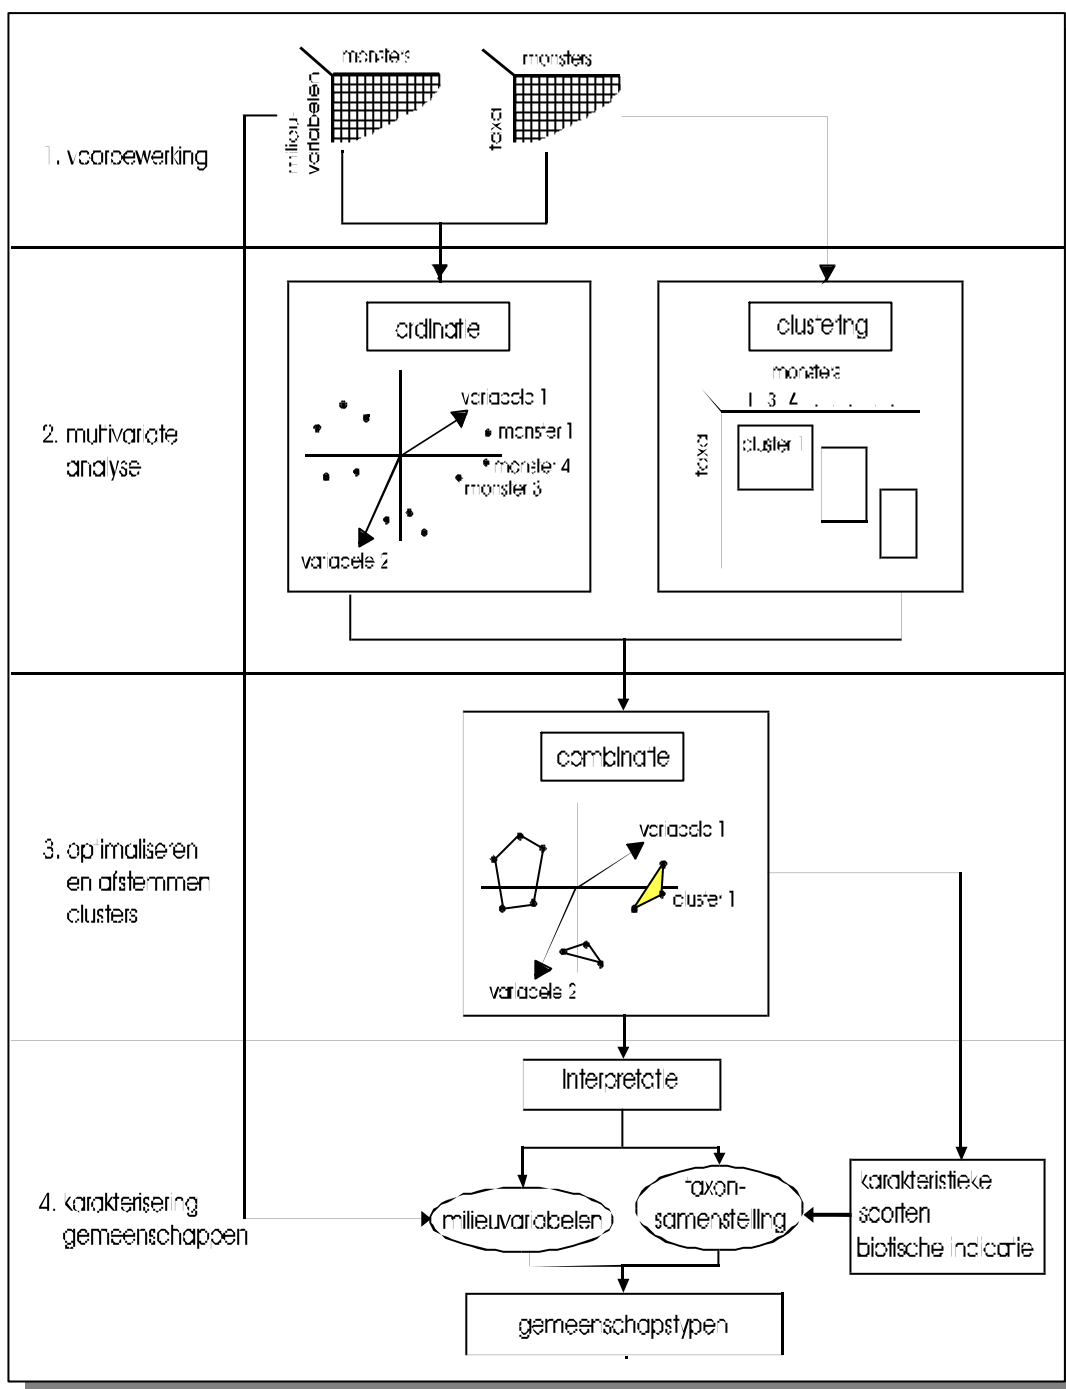 monsters
monsters
milieu-
variabelen
taxa
1. voorbewerking
ordinatie
clustering
monsters
variabele 1
1 3 4 . . . . .
monster 1
2. multivariate
analyse
taxa
cluster 1
monster 4
monster 3
variabele 2
combinatie
variabele 1
3. optimaliseren
en afstemmen
clusters
cluster 1
variabele 2
Interpretatie
4. karakterisering
gemeenschappen
milieuvariabelen
taxon-
samenstelling
karakteristieke
soorten
biotische indicatie
gemeenschapstypen